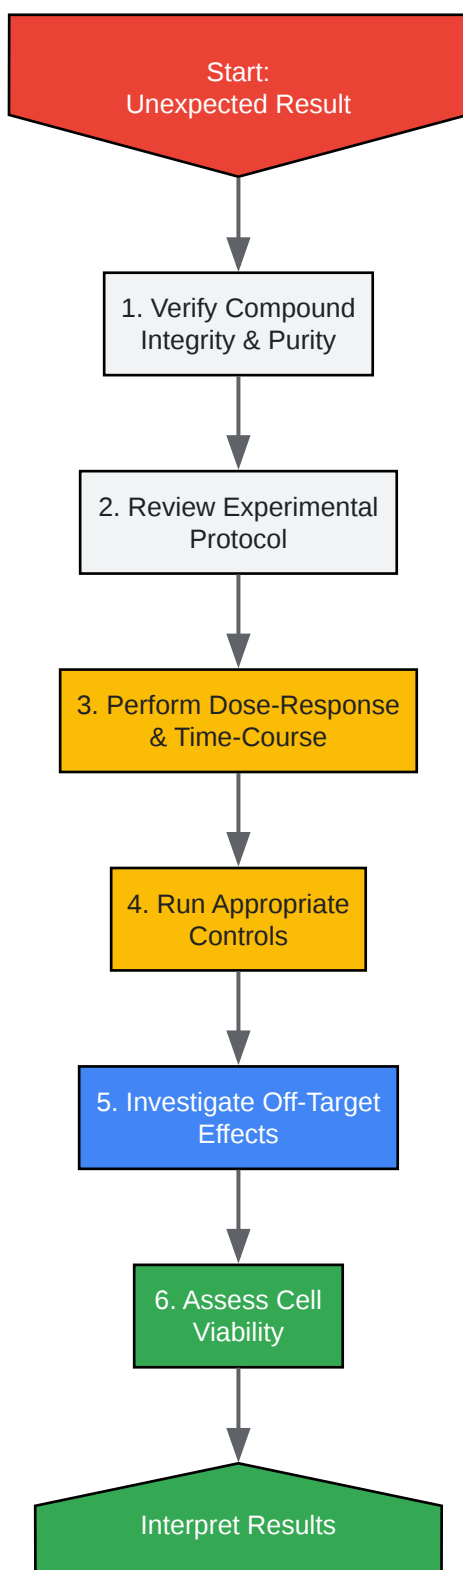 Start:
Unexpected Result
1. Verify Compound
Integrity & Purity
2. Review Experimental
Protocol
3. Perform Dose-Response
& Time-Course
4. Run Appropriate
Controls
5. Investigate Off-Target
Effects
6. Assess Cell
Viability
Interpret Results